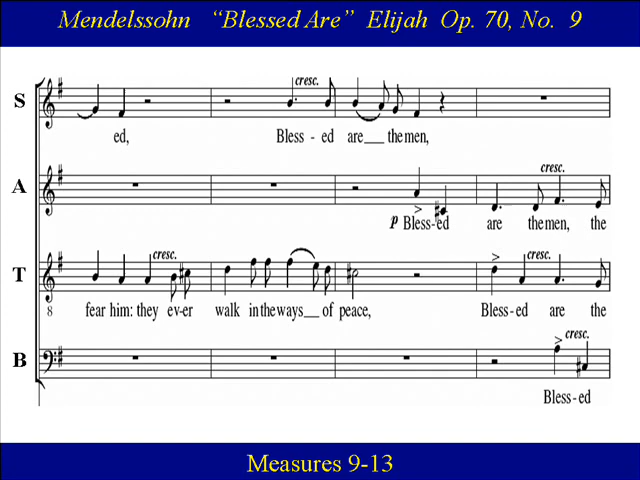 Mendelssohn “Blessed Are” Elijah Op. 70, No. 9
cresc.
S
ed, Bless - ed are___ the men,
cresc.
A
p Bless-ed are the men, the
cresc. cresc.
T
8 fear him: they ev-er walk in the ways___ of peace, Bless-ed are the
cresc.
B
Bless-ed
Measures 9-13